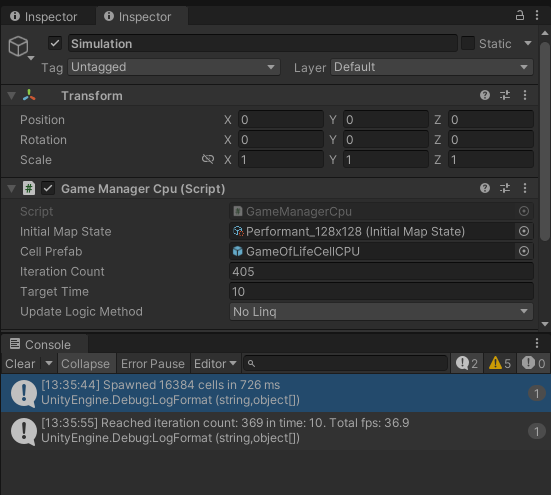 Inspector Inspector
Simulation Static
Tag Untagged Layer Default
Transform
Position X 0 Y 0 Z 0
Rotation X 0 Y 0 Z 0
Scale X 1 Y 1 Z 1
# Game Manager Cpu (Script)
Script # GameManagerCpu
Initial Map State Performant_128x128 (Initial Map State)
Cell Prefab GameOfLifeCellCPU
Iteration Count 405
Target Time 10
Update Logic Method No Linq
Console
Clear Collapse Error Pause Editor 2 5 0
[13:35:44] Spawned 16384 cells in 726 ms
UnityEngine.Debug:LogFormat (string,object[]) 1
[13:35:55] Reached iteration count: 369 in time: 10. Total fps: 36.9
UnityEngine.Debug:LogFormat (string,object[]) 1